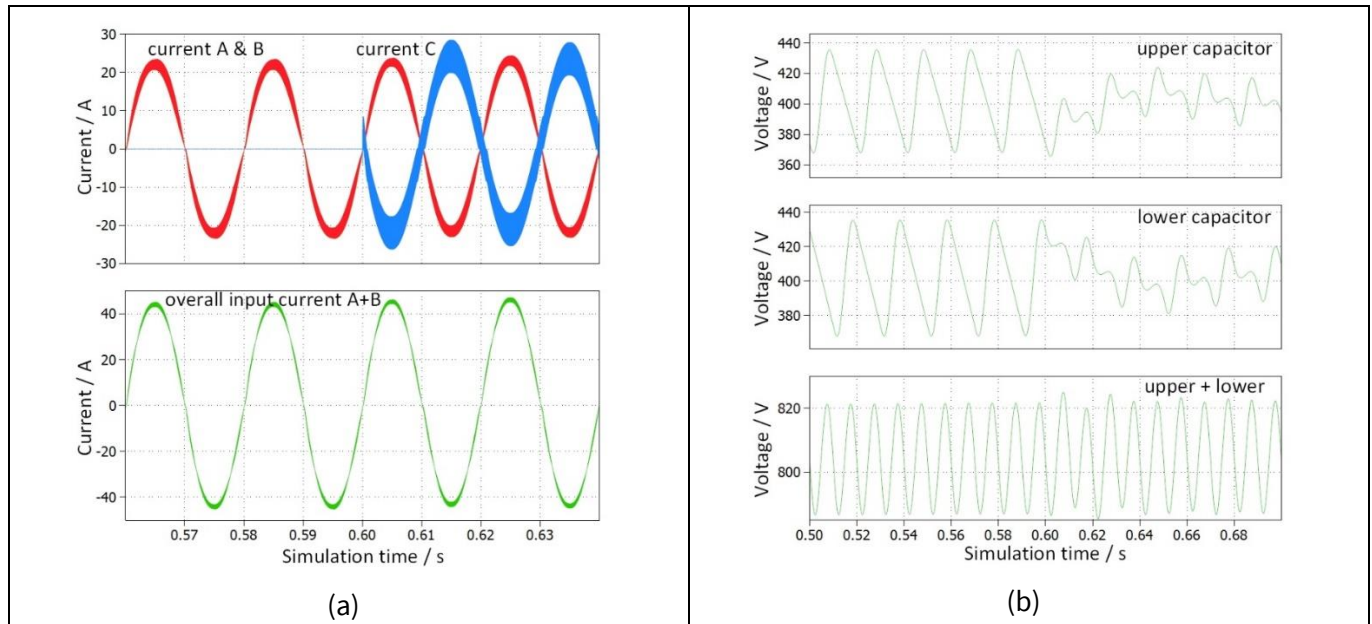 30
20
10
0
-10
-20
-30
Current / A
current A & B
current C
40
20
0
-20
-40
Current / A
overall input current A+B
0.57 0.58 0.59 0.60 0.61 0.62 0.63
Simulation time / s
(a)
440
420
400
380
360
Voltage / V
upper capacitor
440
420
400
380
Voltage / V
lower capacitor
820
800
Voltage / V
upper + lower
0.50 0.52 0.54 0.56 0.58 0.60 0.62 0.64 0.66 0.68
Simulation time / s
(b)